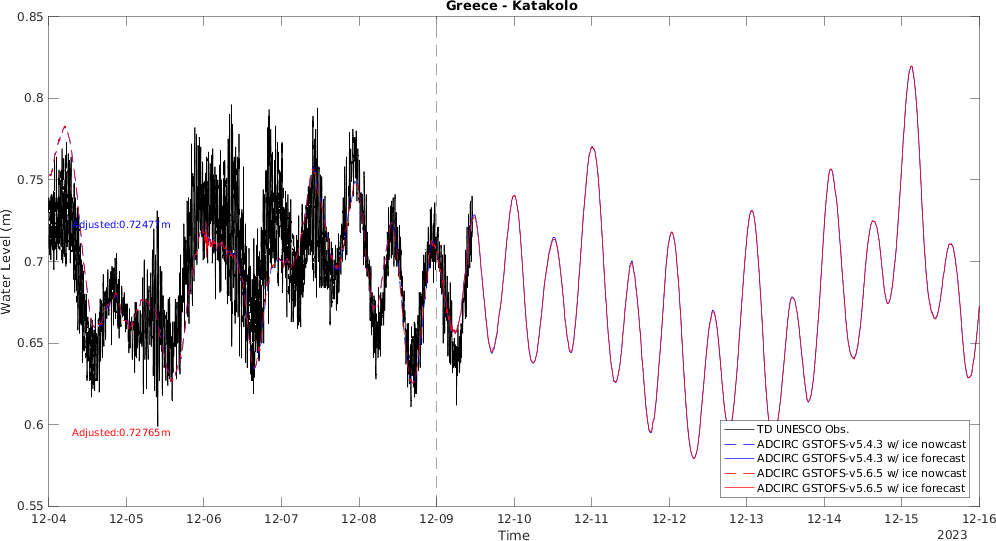 Greece - Katakolo
0.85
0.8
0.75
0.7
0.65
0.6
0.55
Water Level (m)
Adjusted:0.72477m
Adjusted:0.72765m
TD UNESCO Obs.
ADCIRC GSTOFS-v5.4.3 w/ ice nowcast
ADCIRC GSTOFS-v5.4.3 w/ ice forecast
ADCIRC GSTOFS-v5.6.5 w/ ice nowcast
ADCIRC GSTOFS-v5.6.5 w/ ice forecast
12-04 12-05 12-06 12-07 12-08 12-09 12-10 12-11 12-12 12-13 12-14 12-15 12-16
Time
2023